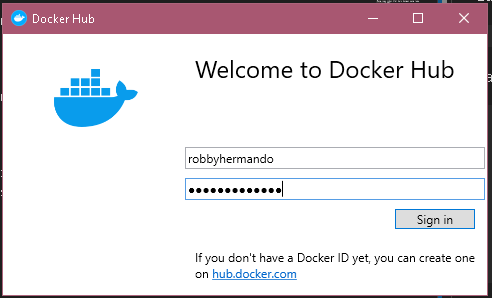 Docker Hub
Welcome to Docker Hub
robbyhermando
●●●●●●●●●●●●●
Sign in
If you don't have a Docker ID yet, you can create one
on hub.docker.com